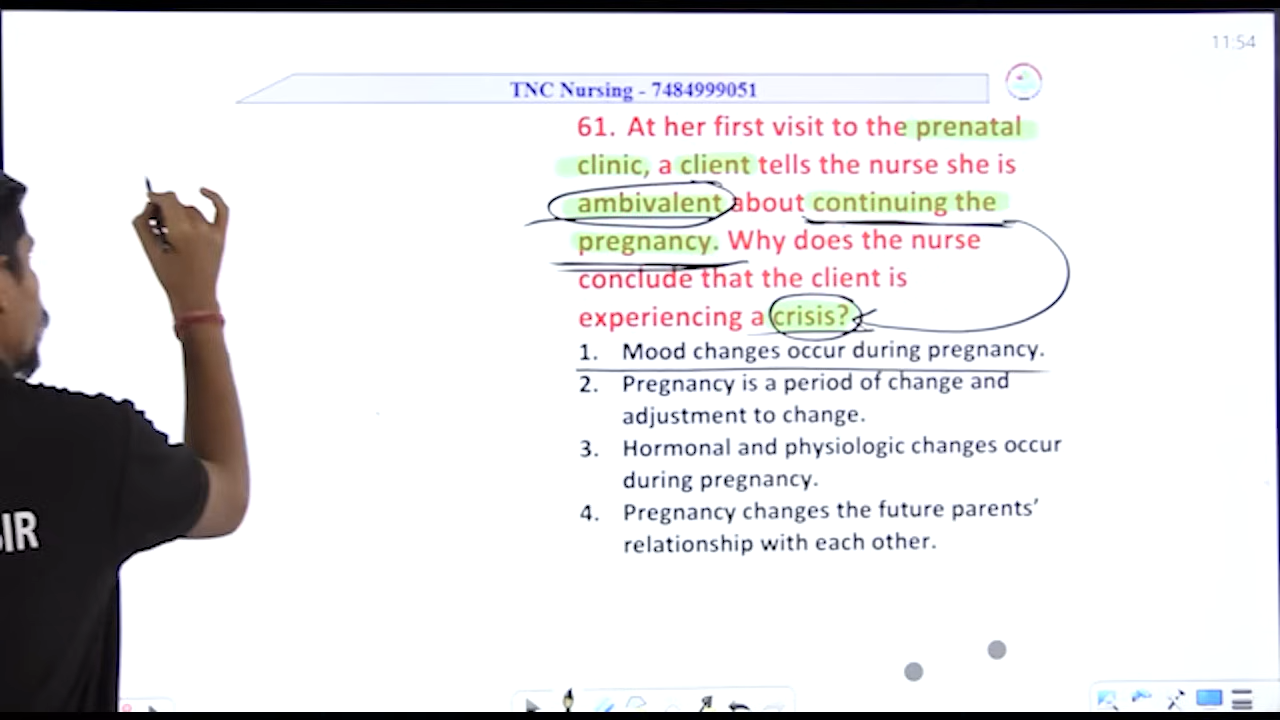 11:54
TNC Nursing - 7484999051
61. At her first visit to the prenatal
clinic, a client tells the nurse she is
ambivalent about continuing the
pregnancy. Why does the nurse
conclude that the client is
experiencing a crisis?
1. Mood changes occur during pregnancy.
2. Pregnancy is a period of change and
adjustment to change.
3. Hormonal and physiologic changes occur
during pregnancy.
4. Pregnancy changes the future parents’
relationship with each other.
SIR